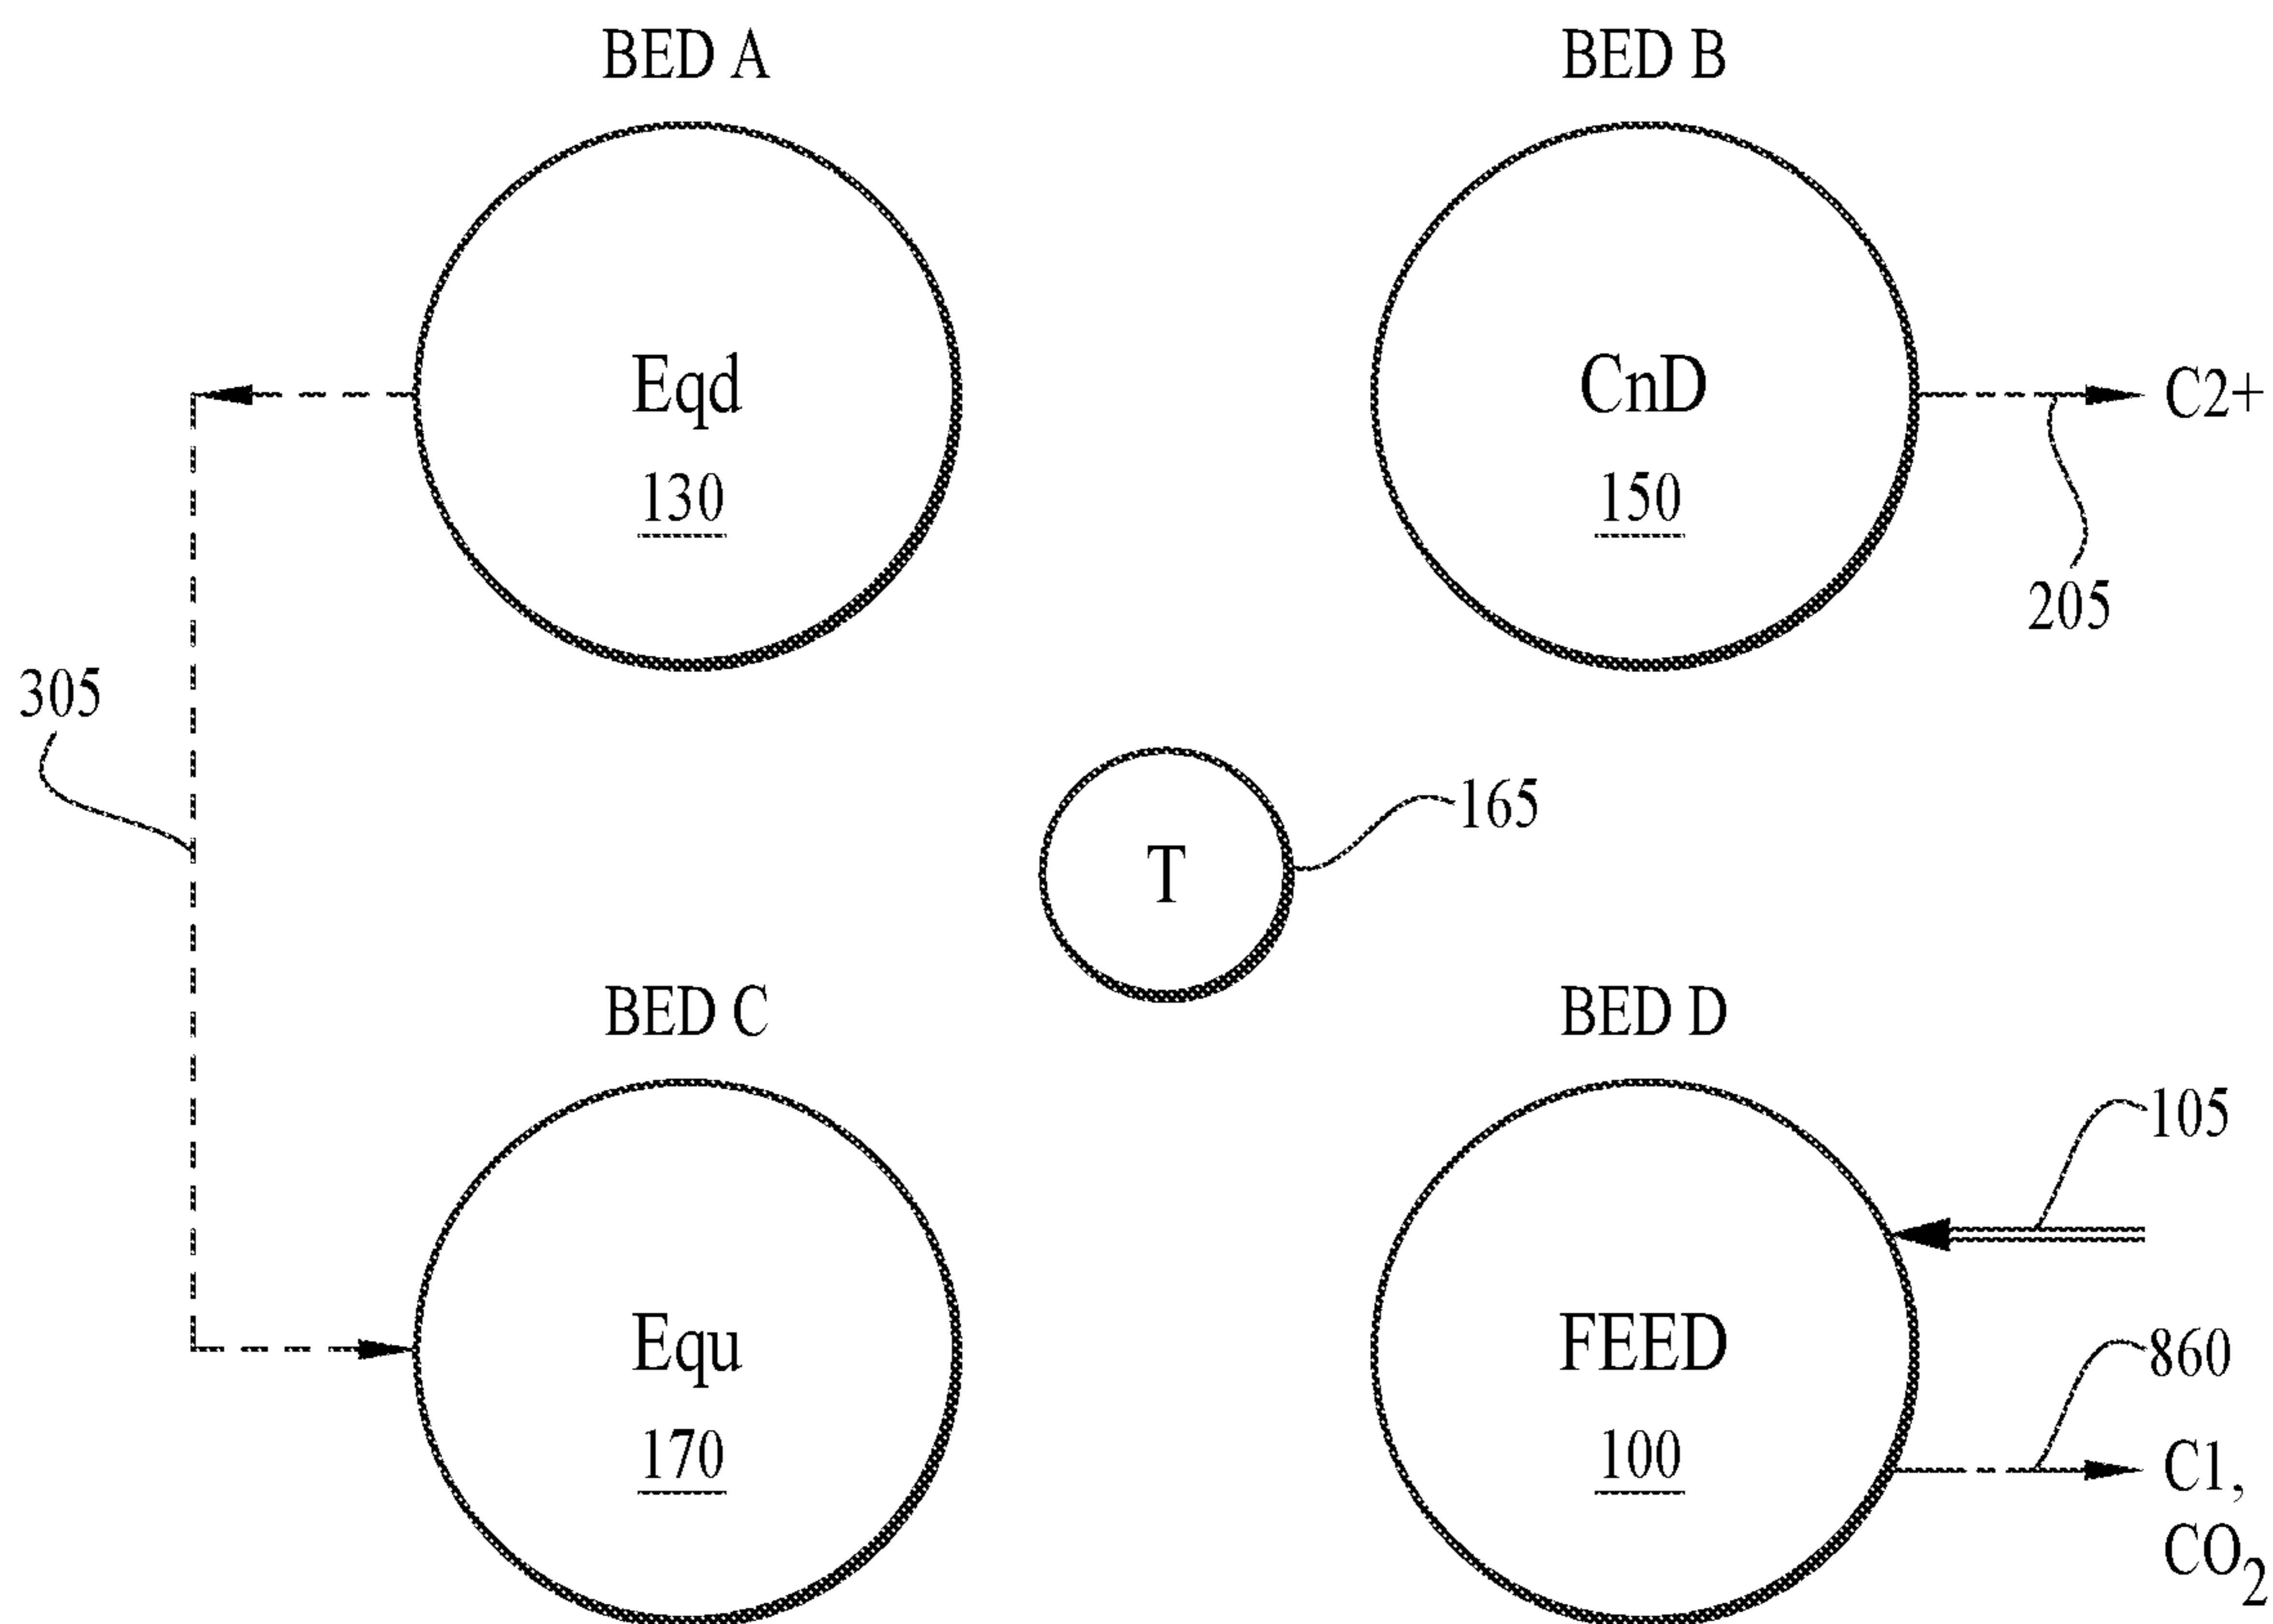 BED A
BED B
Eqd
130
CnD
150
C2+
205
305
165
T
BED C
BED D
105
Equ
170
FEED
100
860
C1,
CO2